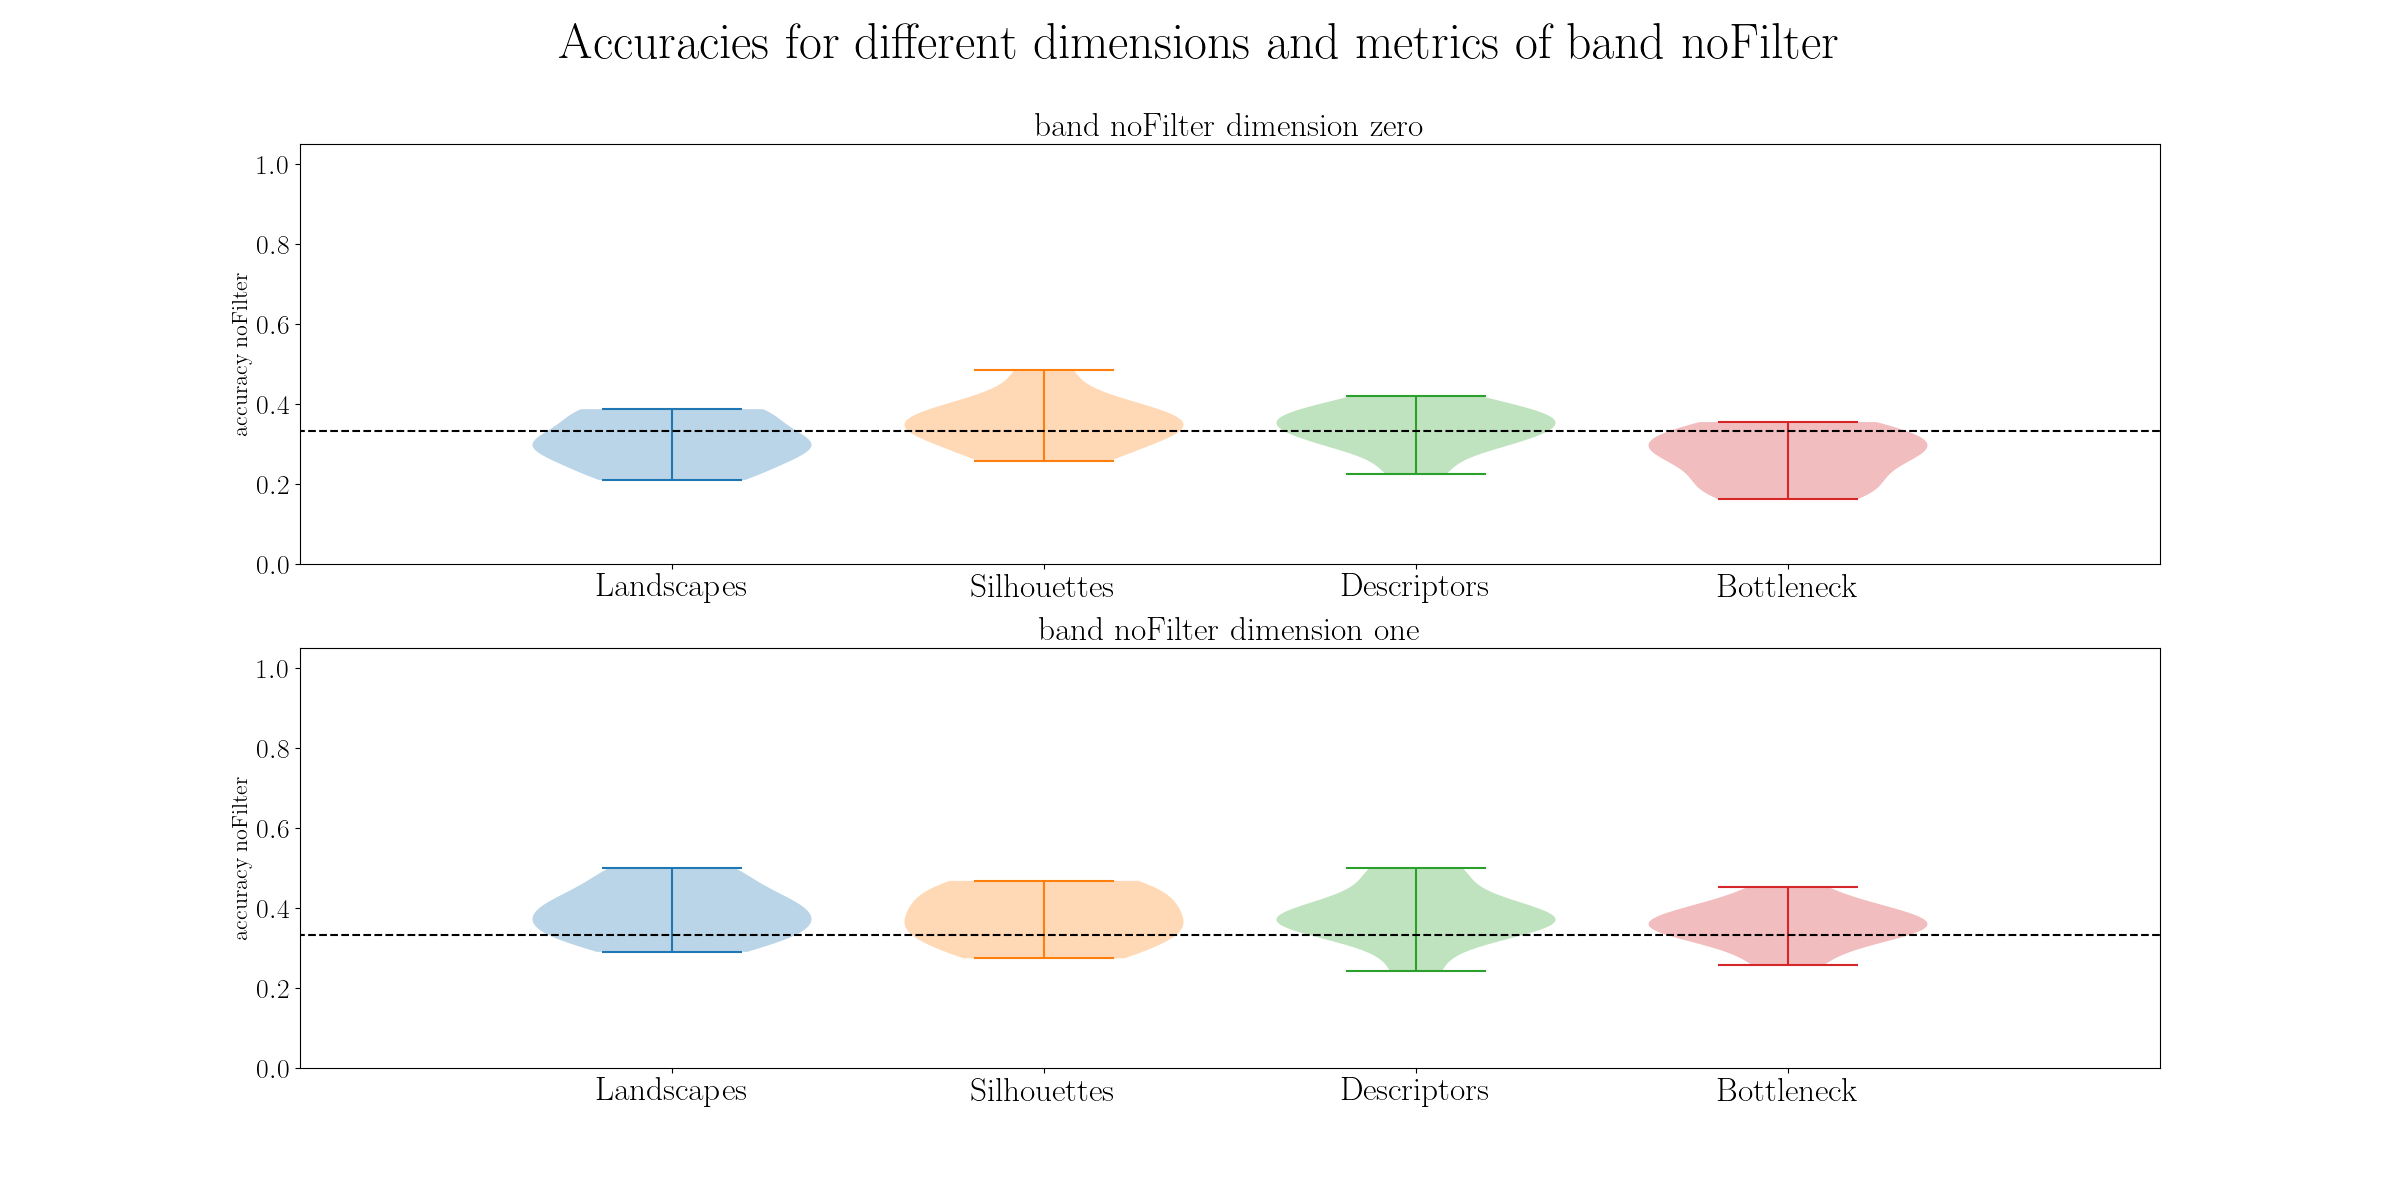 Accuracies for different dimensions and metrics of band noFilter
band noFilter dimension zero
accuracy noFilter
1.0
0.8
0.6
0.4
0.2
0.0
Landscapes Silhouettes Descriptors Bottleneck
band noFilter dimension one
accuracy noFilter
1.0
0.8
0.6
0.4
0.2
0.0
Landscapes Silhouettes Descriptors Bottleneck